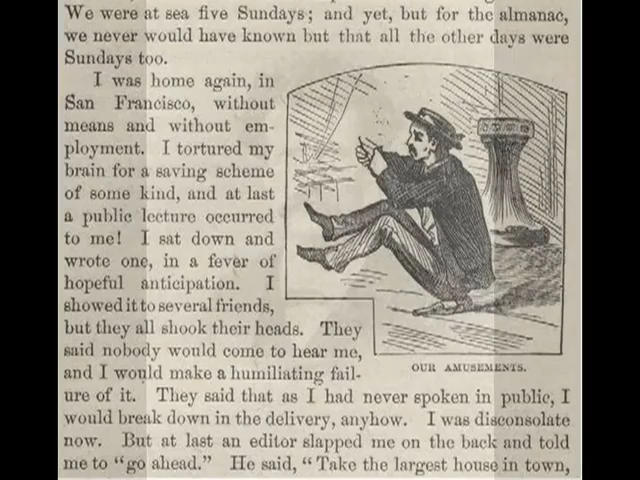 We were at sea five Sundays; and yet, but for the almanac,
we never would have known but that all the other days were
Sundays too.
I was home again, in
San Francisco, without
means and without em-
ployment. I tortured my
brain for a saving scheme
of some kind, and at last
a public lecture occurred
to me! I sat down and
wrote one, in a fever of
hopeful anticipation. I
showed it to several friends,
but they all shook their heads. They
said nobody would come to hear me,
and I would make a humiliating fail-
ure of it. They said that as I had never spoken in public, I
would break down in the delivery, anyhow. I was disconsolate
now. But at last an editor slapped me on the back and told
me to "go ahead." He said, "Take the largest house in town,
OUR AMUSEMENTS.